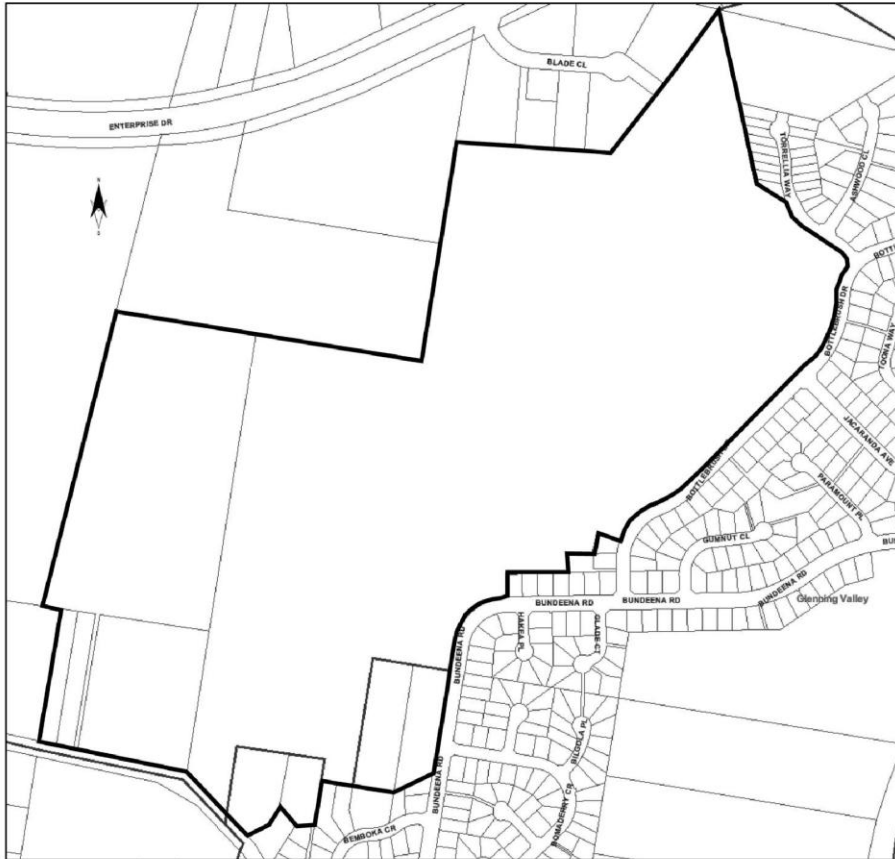 BLADE CL
ENTERPRISE DR
N
S
TORRELLIA WAY
ASHWOOD CL
BOTTLEBRUSH DR
JACARANDA AVE
PARAMOUNT PL
GUMNUT CL
BUNDEENA RD
BUNDEENA RD
BUNDEENA RD
Glenning Valley
HAKEA PL
GLADE CT
BUNDEENA RD
BILGOLA PL
BUNDEENA RD
BOMADERRY CR
BEMBOKA CR